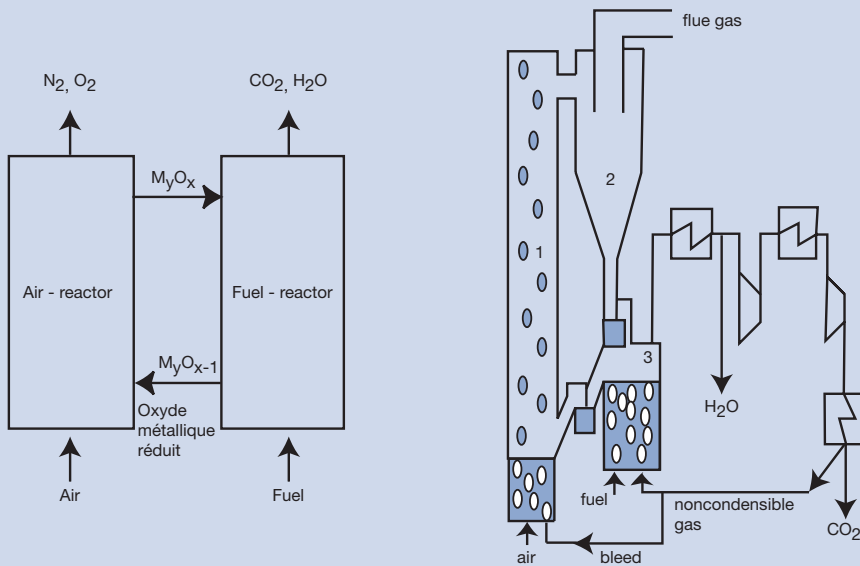 N2, O2
CO2, H2O
MyOx
Air - reactor
Fuel - reactor
MyOx-1
Oxyde
métallique
réduit
Air
Fuel
flue gas
1
2
3
H2O
fuel
noncondensible
gas
air
bleed
CO2